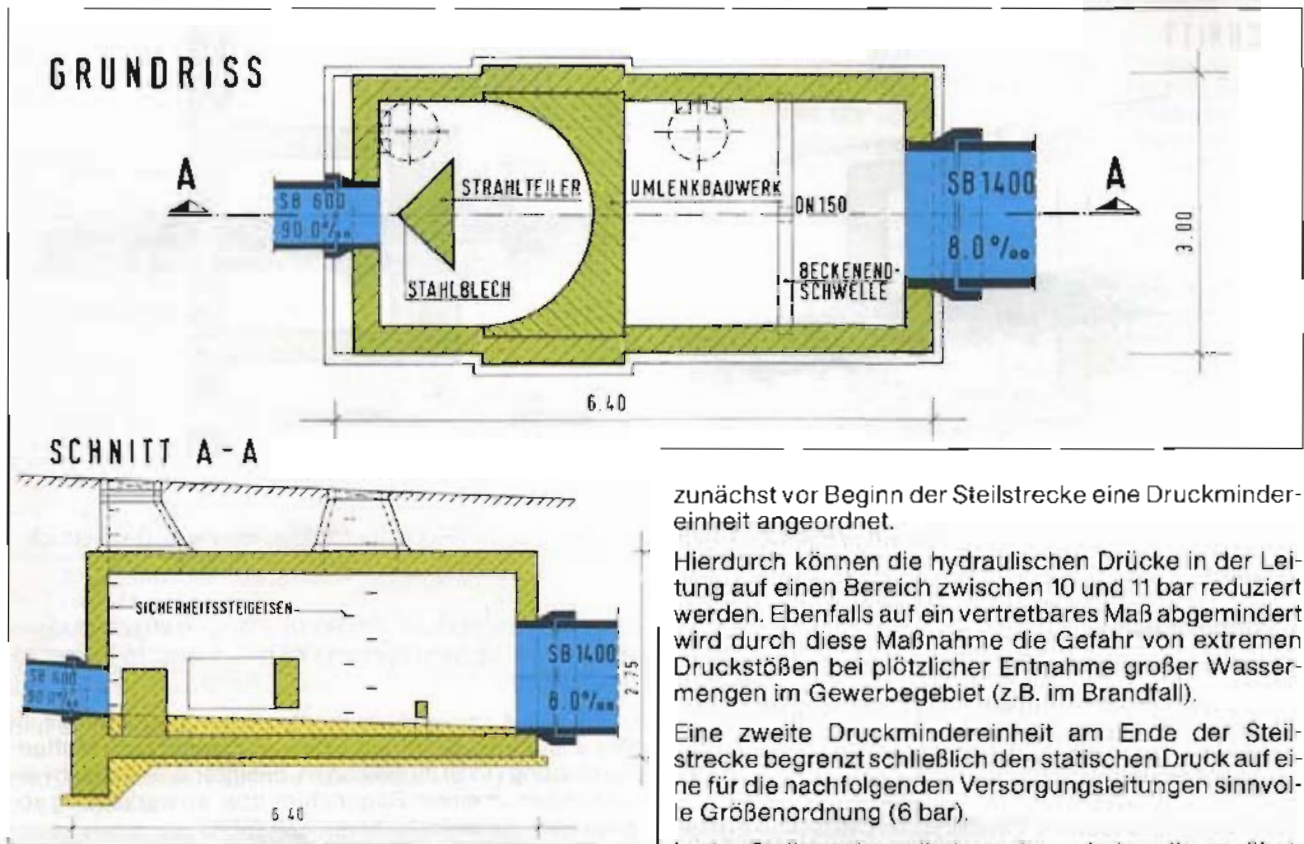 GRUNDRISS
A
STRAHLTEILER
UMLENKBAUWERK
SB 600
90.0‰
DN 150
SB 1400
8.0‰
A
3.00
STAHLBLECH
BECKENEND-
SCHWELLE
6.40
SCHNITT A-A
SICHERHEITSSTEIGEISEN
SB 600
90.0‰
SB 1400
8.0‰
2.75
6.40
zunächst vor Beginn der Steilstrecke eine Druckminder-
einheit angeordnet.
Hierdurch können die hydraulischen Drücke in der Lei-
tung auf einen Bereich zwischen 10 und 11 bar reduziert
werden. Ebenfalls auf ein vertretbares Maß abgemindert
wird durch diese Maßnahme die Gefahr von extremen
Druckstößen bei plötzlicher Entnahme großer Wasser-
mengen im Gewerbegebiet (z.B. im Brandfall).
Eine zweite Druckmindereinheit am Ende der Steil-
strecke begrenzt schließlich den statischen Druck auf ei-
ne für die nachfolgenden Versorgungsleitungen sinnvol-
le Größenordnung (6 bar).